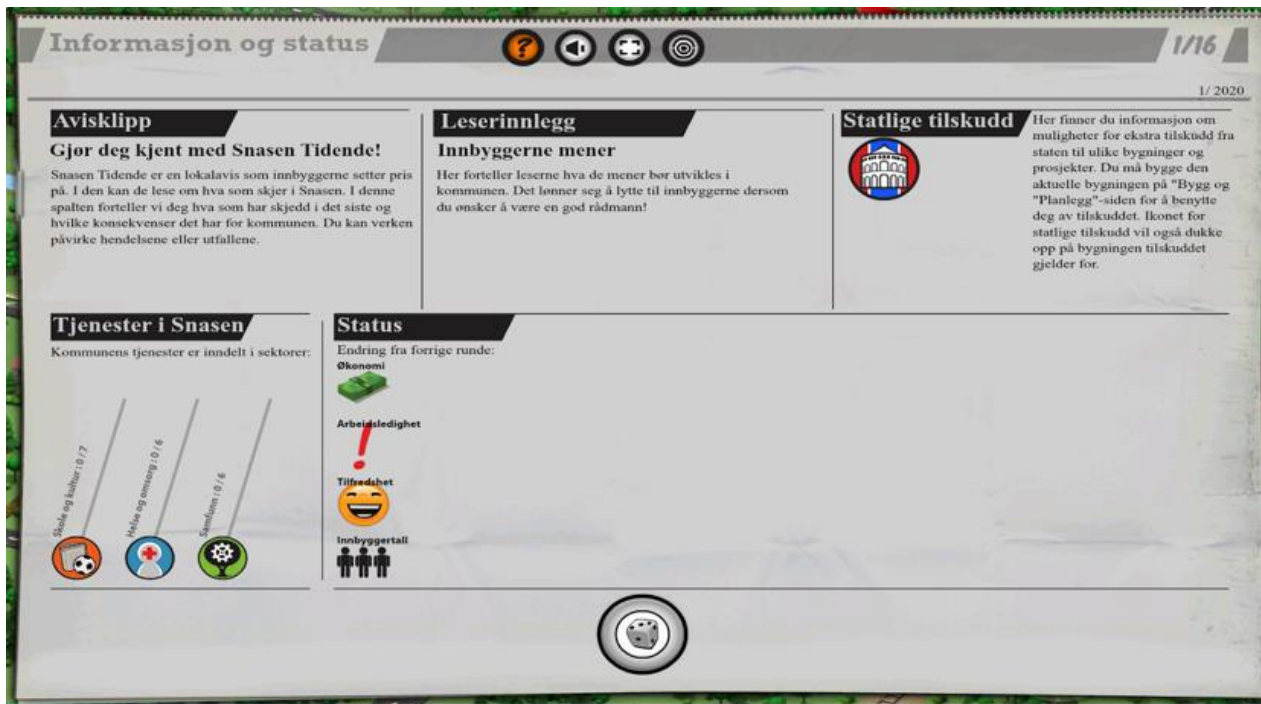 Informasjon og status
?
1/16
1/ 2020
Avisklipp
Gjør deg kjent med Snasen Tidende!
Snasen Tidende er en lokalavis som innbyggerne setter pris
på. I den kan de lese om hva som skjer i Snasen. I denne
spalten forteller vi deg hva som har skjedd i det siste og
hvilke konsekvenser det har for kommunen. Du kan verken
påvirke hendelsene eller utfallene.
Leserinnlegg
Innbyggerne mener
Her forteller leserne hva de mener bør utvikles i
kommunen. Det lønner seg å lytte til innbyggerne dersom
du ønsker å være en god rådmann!
Statlige tilskudd
Her finner du informasjon om
muligheter for ekstra tilskudd fra
staten til ulike bygninger og
prosjekter. Du må bygge den
aktuelle bygningen på "Bygg og
"Planlegg"-siden for å benytte
deg av tilskuddet. Ikonet for
statlige tilskudd vil også dukke
opp på bygningen tilskuddet
gjelder for.
Tjenester i Snasen
Kommunens tjenester er inndelt i sektorer:
Skole og kultur: 0 / 7
Helse og omsorg: 0 / 6
Samfunn: 0 / 6
Status
Endring fra forrige runde:
Økonomi
Arbeidsledighet
Tilfredshet
Innbyggertall